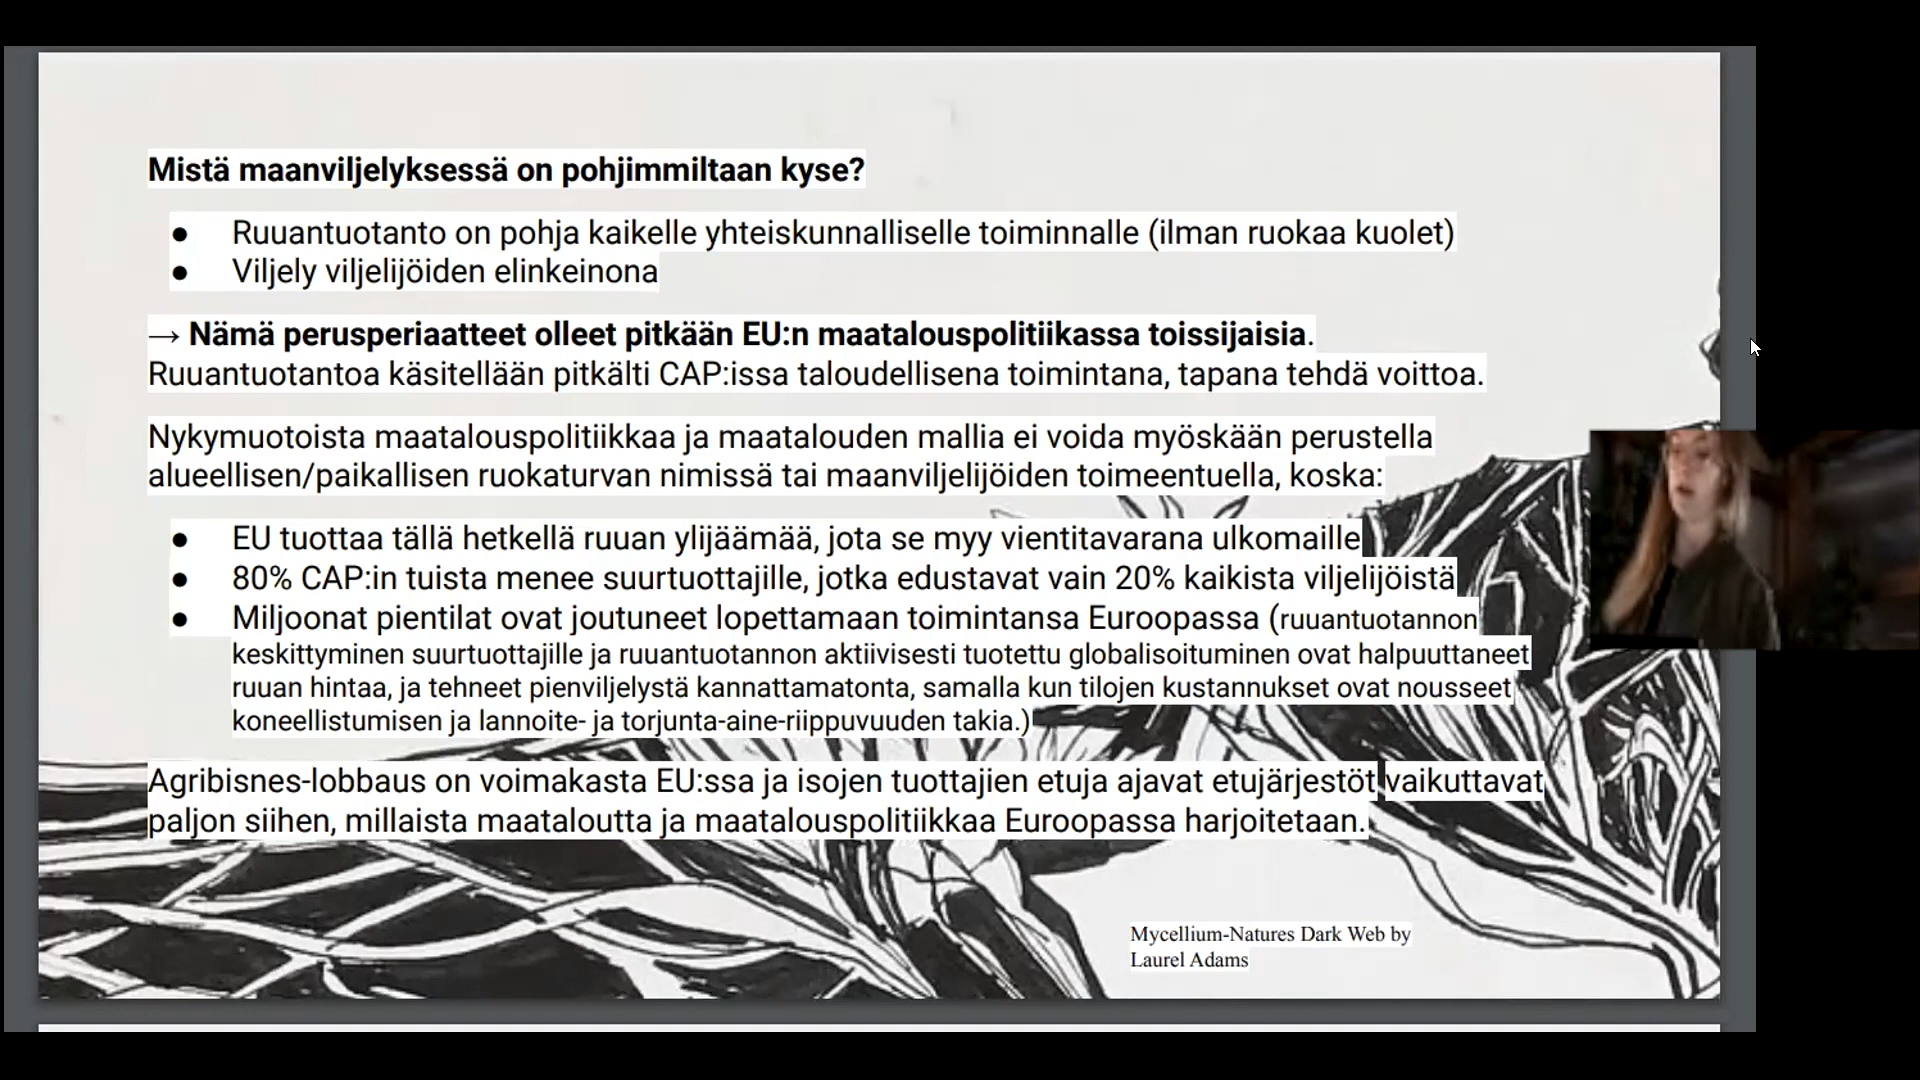 Mistä maanviljelyksessä on pohjimmiltaan kyse?
● Ruuantuotanto on pohja kaikelle yhteiskunnalliselle toiminnalle (ilman ruokaa kuolet)
● Viljely viljelijöiden elinkeinona
→ Nämä perusperiaatteet olleet pitkään EU:n maatalouspolitiikassa toissijaisia.
Ruuantuotantoa käsitellään pitkälti CAP:issa taloudellisena toimintana, tapana tehdä voittoa.
Nykymuotoista maatalouspolitiikkaa ja maatalouden mallia ei voida myöskään perustella
alueellisen/paikallisen ruokaturvan nimissä tai maanviljelijöiden toimeentuella, koska:
● EU tuottaa tällä hetkellä ruuan ylijäämää, jota se myy vientitavarana ulkomaille
● 80% CAP:in tuista menee suurtuottajille, jotka edustavat vain 20% kaikista viljelijöistä
● Miljoonat pientilat ovat joutuneet lopettamaan toimintansa Euroopassa (ruuantuotannon
keskittyminen suurtuottajille ja ruuantuotannon aktiivisesti tuotettu globalisoituminen ovat halpuuttaneet
ruuan hintaa, ja tehneet pienviljelystä kannattamatonta, samalla kun tilojen kustannukset ovat nousseet
koneellistumisen ja lannoite- ja torjunta-aine-riippuvuuden takia.)
Agribisnes-lobbaus on voimakasta EU:ssa ja isojen tuottajien etuja ajavat etujärjestöt vaikuttavat
paljon siihen, millaista maataloutta ja maatalouspolitiikkaa Euroopassa harjoitetaan.
Mycellium-Natures Dark Web by
Laurel Adams